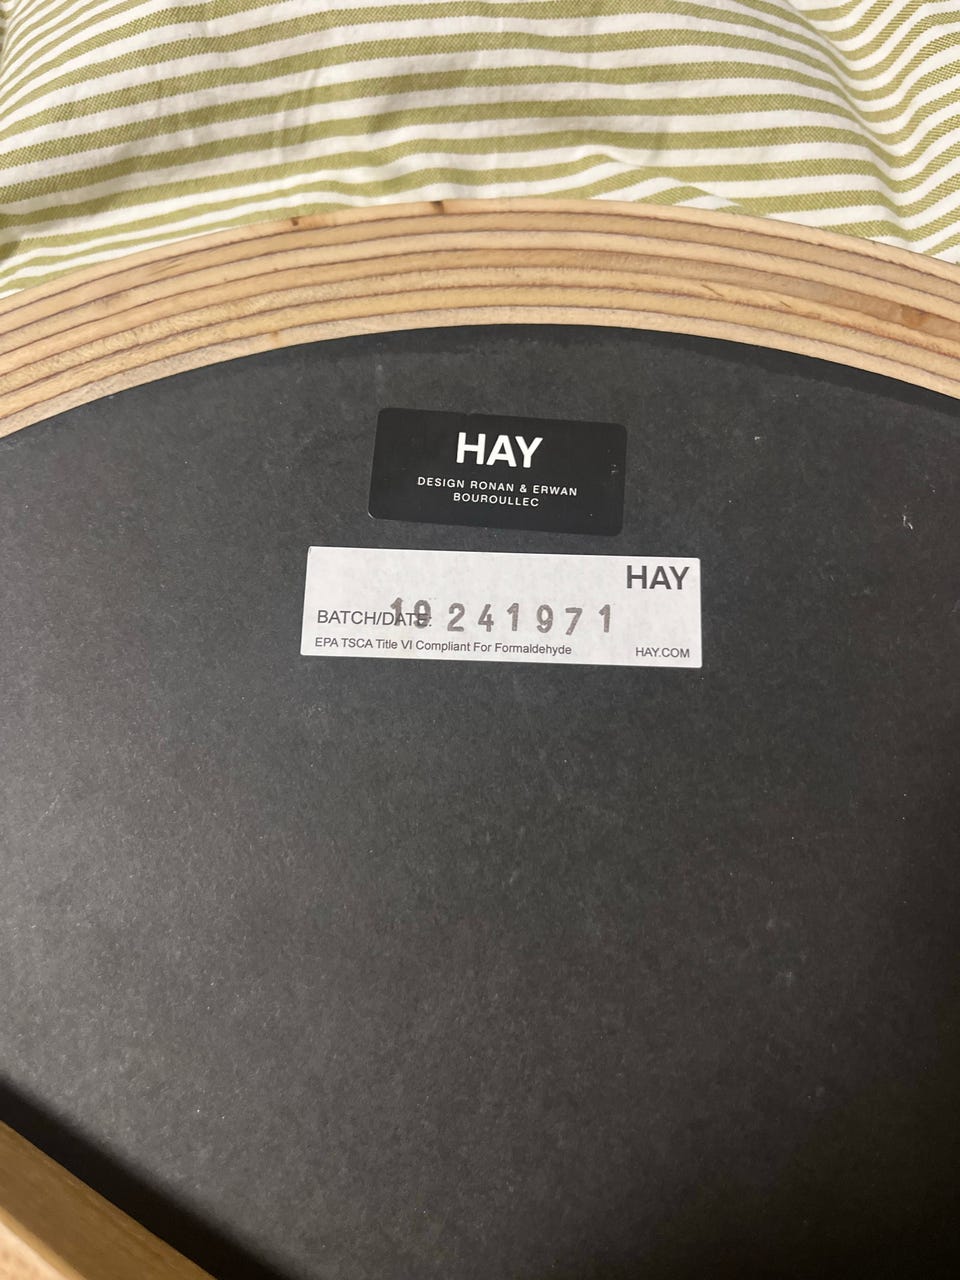 HAY
DESIGN RONAN & ERWAN
BOUROULLEC
HAY
BATCH/DATE: 19 241971
EPA TSCA Title VI Compliant For Formaldehyde
HAY.COM